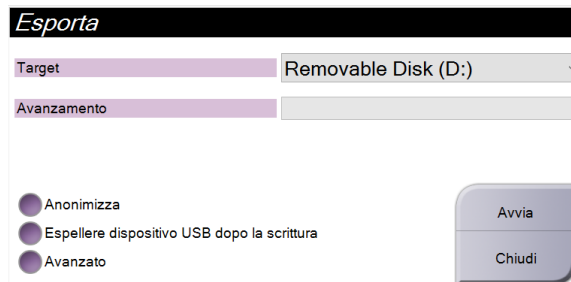 Esporta
Target Removable Disk (D:)
Avanzamento
Anonimizza
Espellere dispositivo USB dopo la scrittura
Avanzato
Avvia
Chiudi